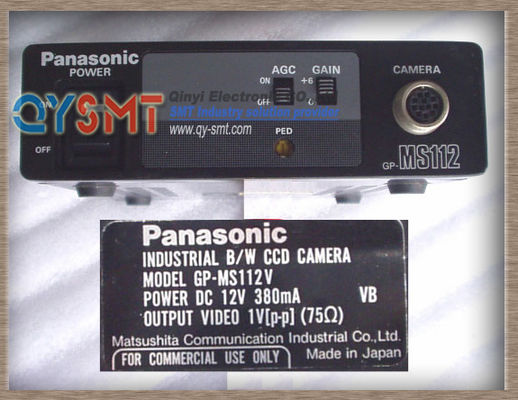 Panasonic
POWER
ON
OFF
AGC GAIN
ON +6
OFF 0
PED
CAMERA
GP-MS112
QYSMT
Qinyi Electronics CO.,
SMT industry solution provider
www.qy-smt.com
Panasonic
INDUSTRIAL B/W CCD CAMERA
MODEL GP-MS112V
POWER DC 12V 380mA VB
OUTPUT VIDEO 1V[p-p] (75Ω)
Matsushita Communication Industrial Co.,Ltd.
FOR COMMERCIAL USE ONLY Made in Japan